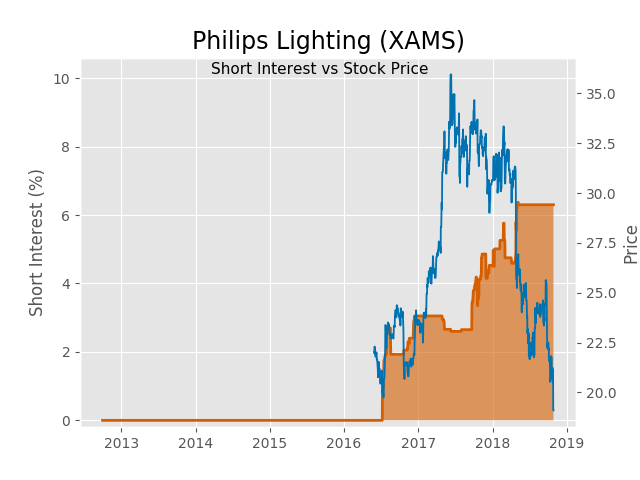 Philips Lighting (XAMS)
Short Interest vs Stock Price
Short Interest (%)
10
8
6
4
2
0
35.0
32.5
30.0
27.5
25.0
22.5
20.0
Price
2013 2014 2015 2016 2017 2018 2019